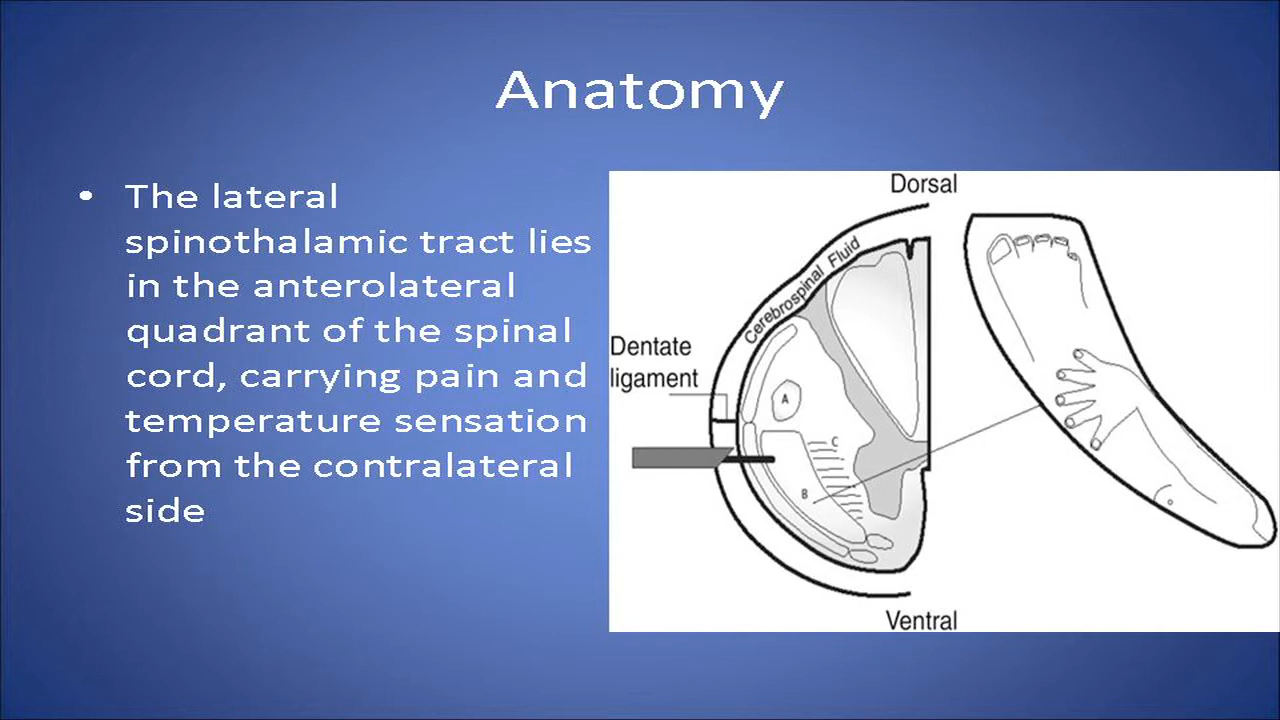 Anatomy
• The lateral
spinothalamic tract lies
in the anterolateral
quadrant of the spinal
cord, carrying pain and
temperature sensation
from the contralateral
side
Dorsal
Cerebrospinal Fluid
Dentate
ligament
A
C
B
Ventral